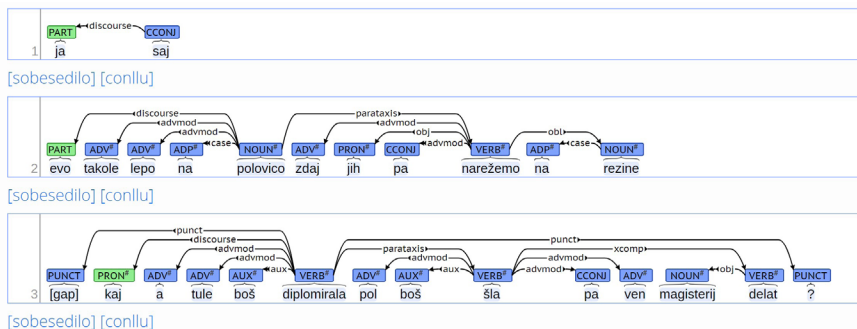 discourse
PART CCONJ
1 ja saj
[sobesedilo] [conllu]
discourse parataxis
advmod advmod
advmod obj
case advmod obl case
PART ADV# ADV# ADP# NOUN# ADV# PRON# CCONJ VERB# ADP# NOUN#
2 evo takole lepo na polovico zdaj jih pa narežemo na rezine
[sobesedilo] [conllu]
punct punct
discourse parataxis xcomp
advmod advmod advmod
advmod aux aux advmod obj
PUNCT PRON# ADV# ADV# AUX# VERB# ADV# AUX# VERB# CCONJ ADV# NOUN# VERB# PUNCT
3 [gap] kaj a tule boš diplomirala pol boš šla pa ven magisterij delat ?
[sobesedilo] [conllu]